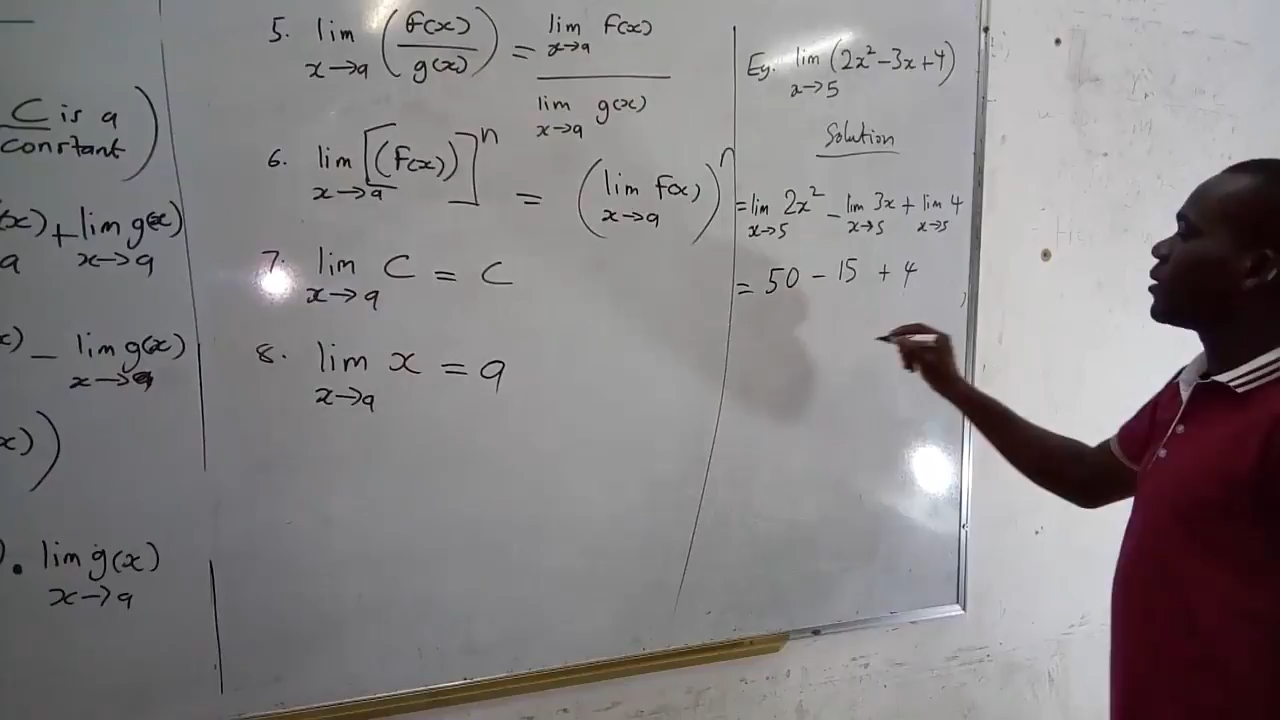 C is a
constant )
(x) + lim g(x)
a x→a
x) – lim g(x)
x→a
x) )
). lim g(x)
x→a
5. lim ( F(x) / g(x) ) = lim F(x) / lim g(x)
x→a x→a x→a
6. lim [(F(x))]^n = ( lim F(x) )^n
x→a x→a
7. lim C = C
x→a
8. lim x = a
x→a
Eg. lim (2x² – 3x + 4)
x→5
Solution
= lim 2x² – lim 3x + lim 4
x→5 x→5 x→5
= 50 – 15 + 4